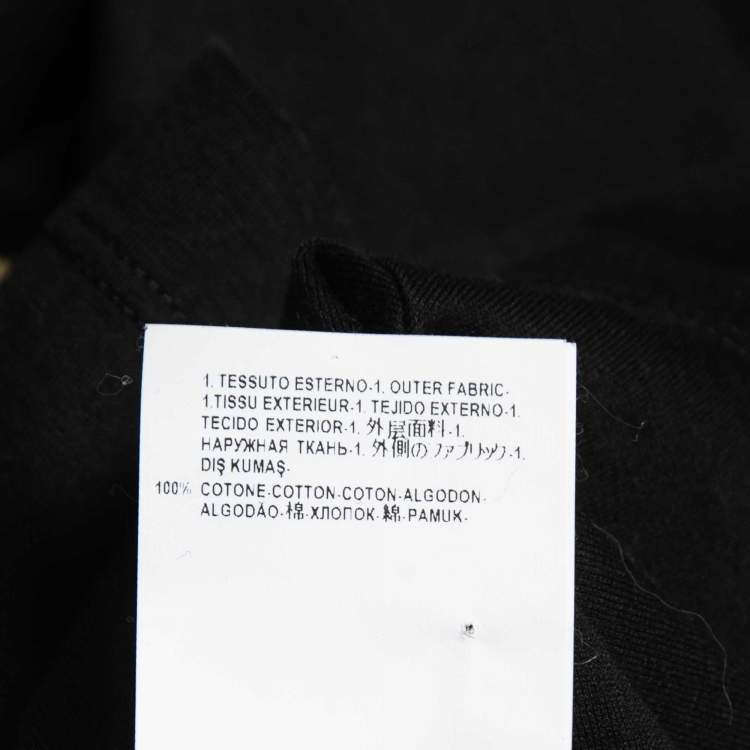 1. TESSUTO ESTERNO-1. OUTER FABRIC-
1.TISSU EXTERIEUR-1. TEJIDO EXTERNO-1.
TECIDO EXTERIOR-1. 外层面料-1.
НАРУЖНАЯ ТКАНЬ-1. 外側のファブリック-1.
DIŞ KUMAŞ-
100% COTONE-COTTON-COTON-ALGODON-
ALGODÃO-棉-ХЛОПОК-綿-PAMUK-